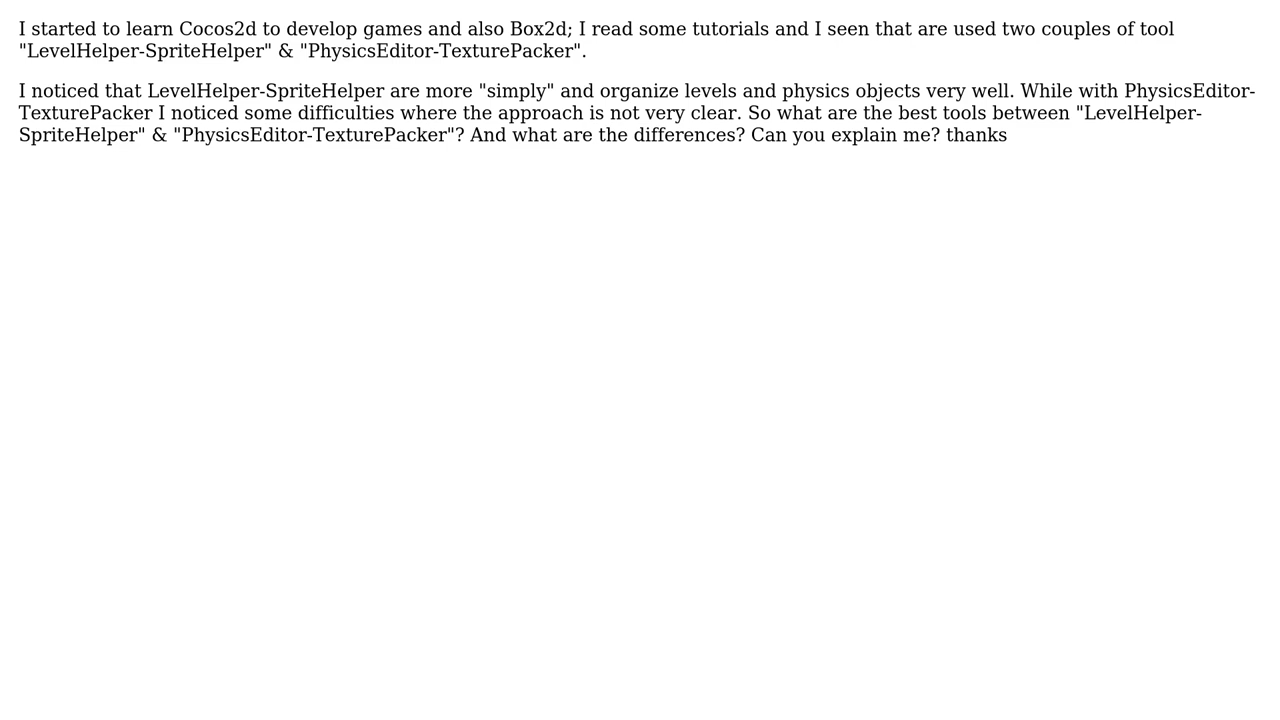 I started to learn Cocos2d to develop games and also Box2d; I read some tutorials and I seen that are used two couples of tool
"LevelHelper-SpriteHelper" & "PhysicsEditor-TexturePacker".
I noticed that LevelHelper-SpriteHelper are more "simply" and organize levels and physics objects very well. While with PhysicsEditor-
TexturePacker I noticed some difficulties where the approach is not very clear. So what are the best tools between "LevelHelper-
SpriteHelper" & "PhysicsEditor-TexturePacker"? And what are the differences? Can you explain me? thanks